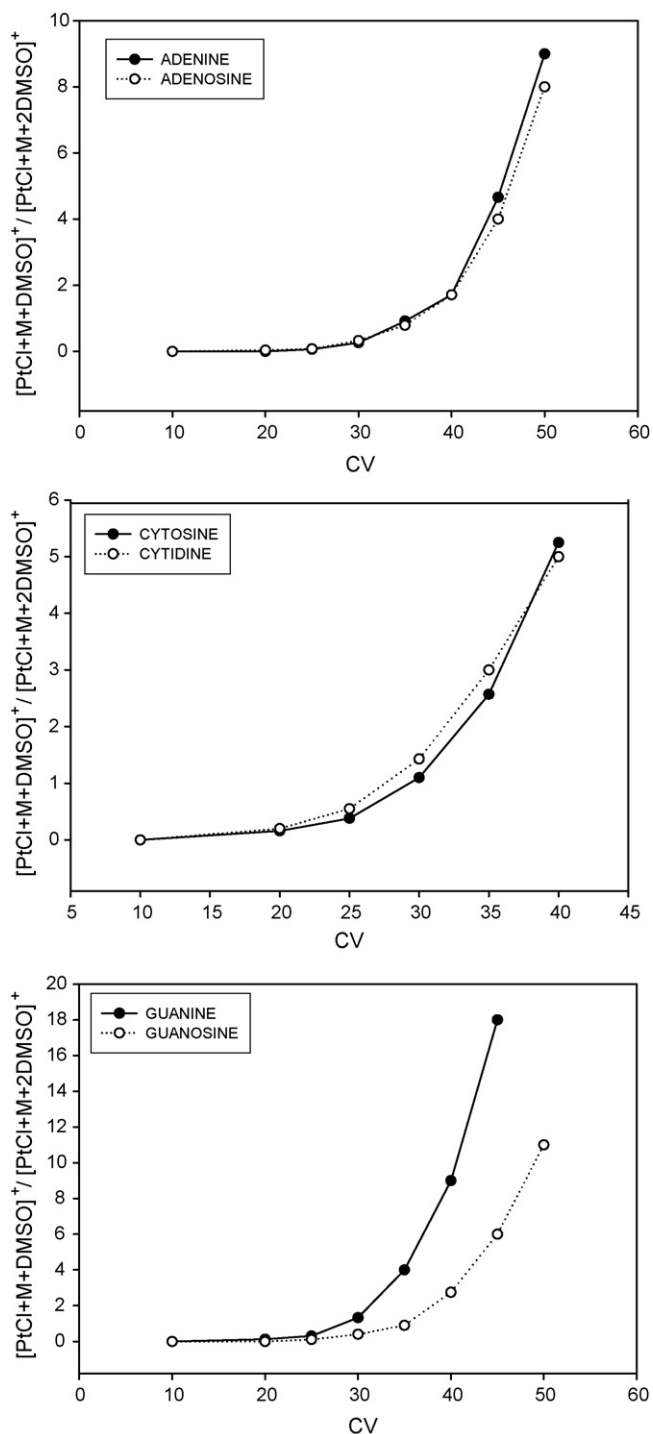 10
ADENINE
ADENOSINE
8
6
4
2
0
[PtCl+M+DMSO]+/ [PtCl+M+2DMSO]+
0 10 20 30 40 50 60
CV
6
CYTOSINE
CYTIDINE
5
4
3
2
1
0
[PtCl+M+DMSO]+/ [PtCl+M+2DMSO]+
5 10 15 20 25 30 35 40 45
CV
20
GUANINE
GUANOSINE
18
16
14
12
10
8
6
4
2
0
[PtCl+M+DMSO]+/ [PtCl+M+2DMSO]+
0 10 20 30 40 50 60
CV